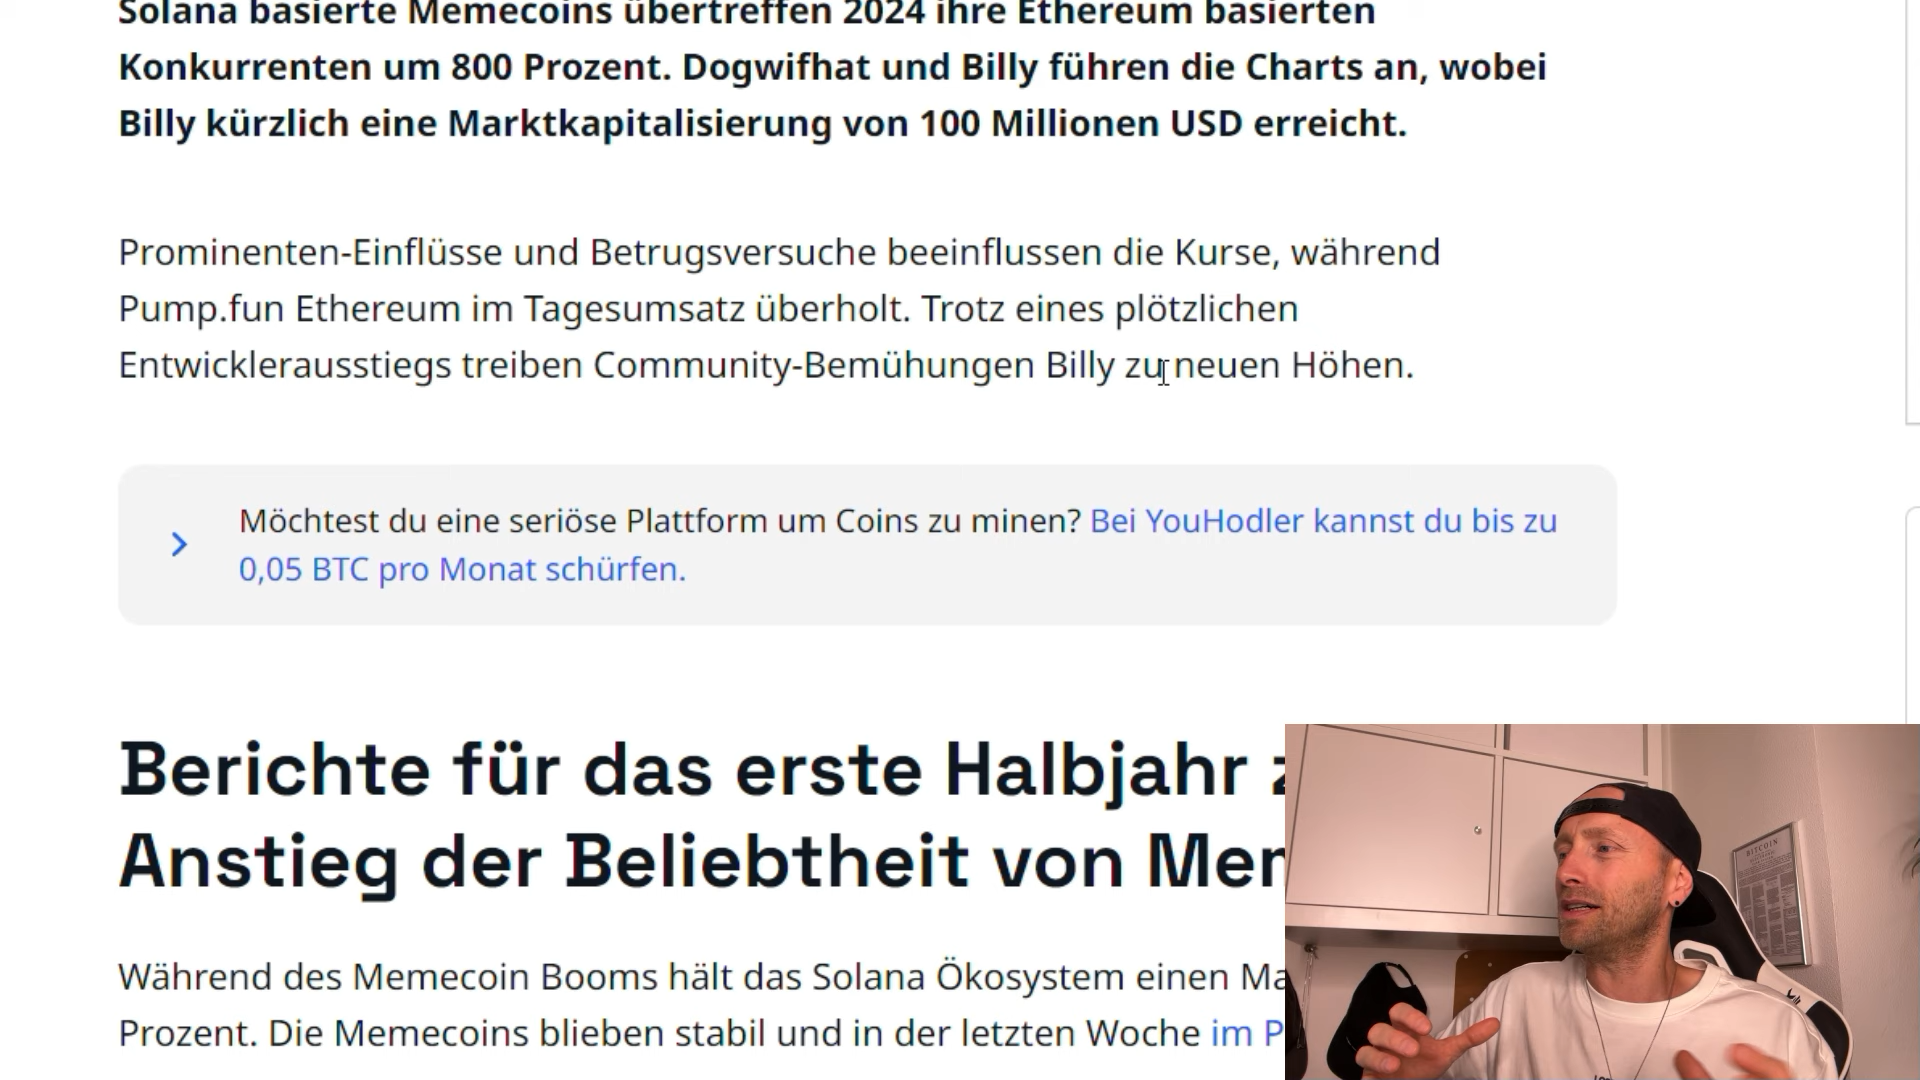 Solana basierte Memecoins übertreffen 2024 ihre Ethereum basierten
Konkurrenten um 800 Prozent. Dogwifhat und Billy führen die Charts an, wobei
Billy kürzlich eine Marktkapitalisierung von 100 Millionen USD erreicht.
Prominenten-Einflüsse und Betrugsversuche beeinflussen die Kurse, während
Pump.fun Ethereum im Tagesumsatz überholt. Trotz eines plötzlichen
Entwicklerausstiegs treiben Community-Bemühungen Billy zu neuen Höhen.
Möchtest du eine seriöse Plattform um Coins zu minen? Bei YouHodler kannst du bis zu
0,05 BTC pro Monat schürfen.
Berichte für das erste Halbjahr
Anstieg der Beliebtheit von
Während des Memecoin Booms hält das Solana Ökosystem einen
Prozent. Die Memecoins blieben stabil und in der letzten Woche im
BITCOIN